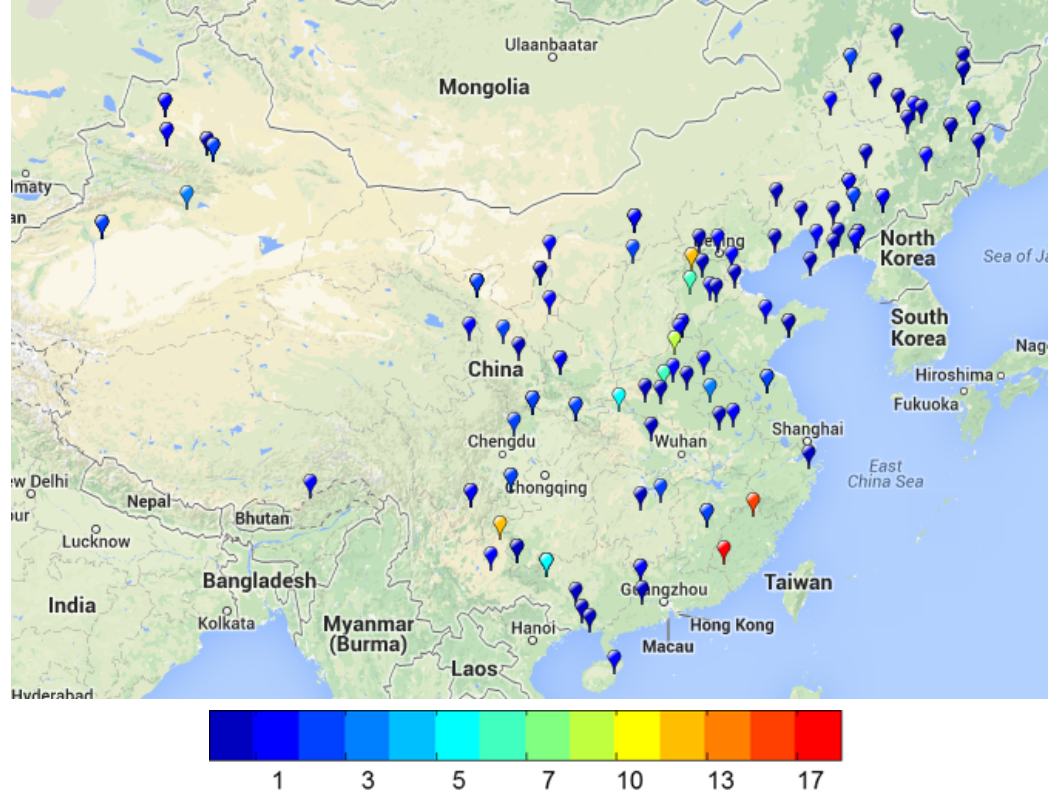 Ulaanbaatar
Mongolia
lmaty
an
North
Korea
Sea of Ja
South
Korea
Nag
China
Hiroshima
Fukuoka
Chengdu
Wuhan
Shanghai
East
China Sea
ew Delhi
Nepal
Chongqing
our
Bhutan
Lucknow
Bangladesh
Guangzhou
Taiwan
India
Kolkata
Myanmar
(Burma)
Hanoi
Hong Kong
Macau
Laos
Hyderabad
1 3 5 7 10 13 17